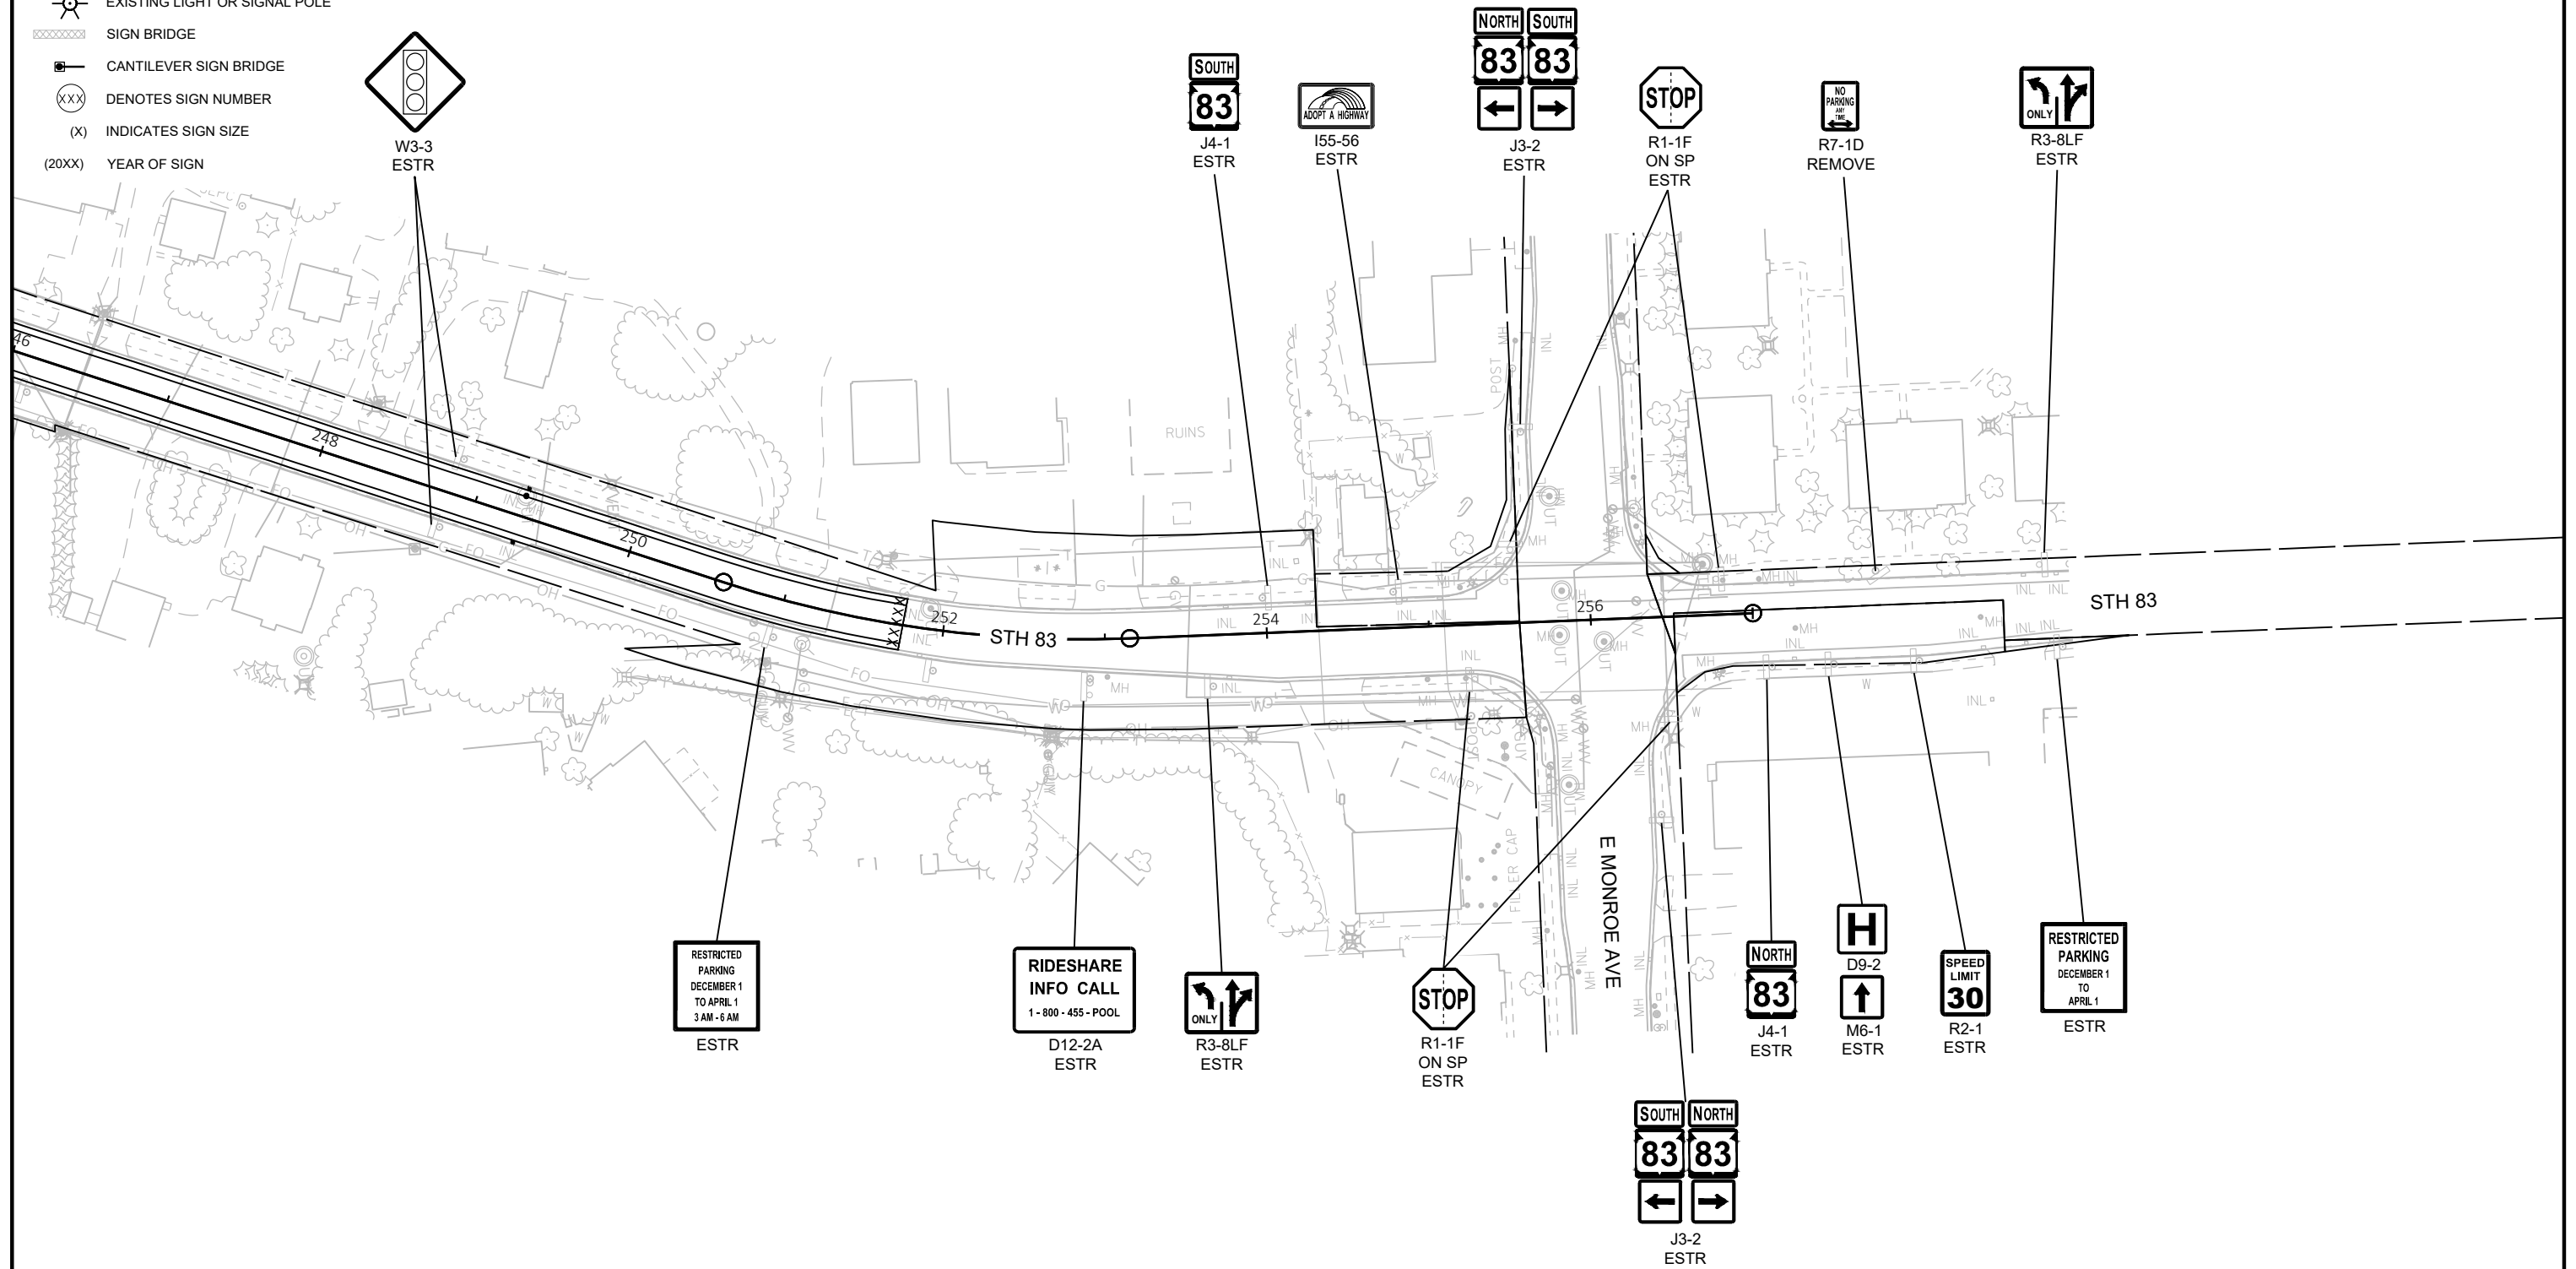 EXISTING LIGHT OR SIGNAL POLE
SIGN BRIDGE
CANTILEVER SIGN BRIDGE
XXX DENOTES SIGN NUMBER
(X) INDICATES SIGN SIZE
(20XX) YEAR OF SIGN
W3-3
ESTR
SOUTH
83
J4-1
ESTR
ADOPT A HIGHWAY
I55-56
ESTR
NORTH SOUTH
83 83
J3-2
ESTR
STOP
R1-1F
ON SP
ESTR
NO
PARKING
ANY
TIME
R7-1D
REMOVE
ONLY
R3-8LF
ESTR
46
248
250
252
254
256
STH 83
STH 83
RUINS
POST
CANOPY
FILLER CAP
E MONROE AVE
RESTRICTED
PARKING
DECEMBER 1
TO APRIL 1
3 AM - 6 AM
ESTR
RIDESHARE
INFO CALL
1 - 800 - 455 - POOL
D12-2A
ESTR
ONLY
R3-8LF
ESTR
STOP
R1-1F
ON SP
ESTR
SOUTH NORTH
83 83
J3-2
ESTR
NORTH
83
J4-1
ESTR
H
D9-2
M6-1
ESTR
SPEED
LIMIT
30
R2-1
ESTR
RESTRICTED
PARKING
DECEMBER 1
TO
APRIL 1
ESTR